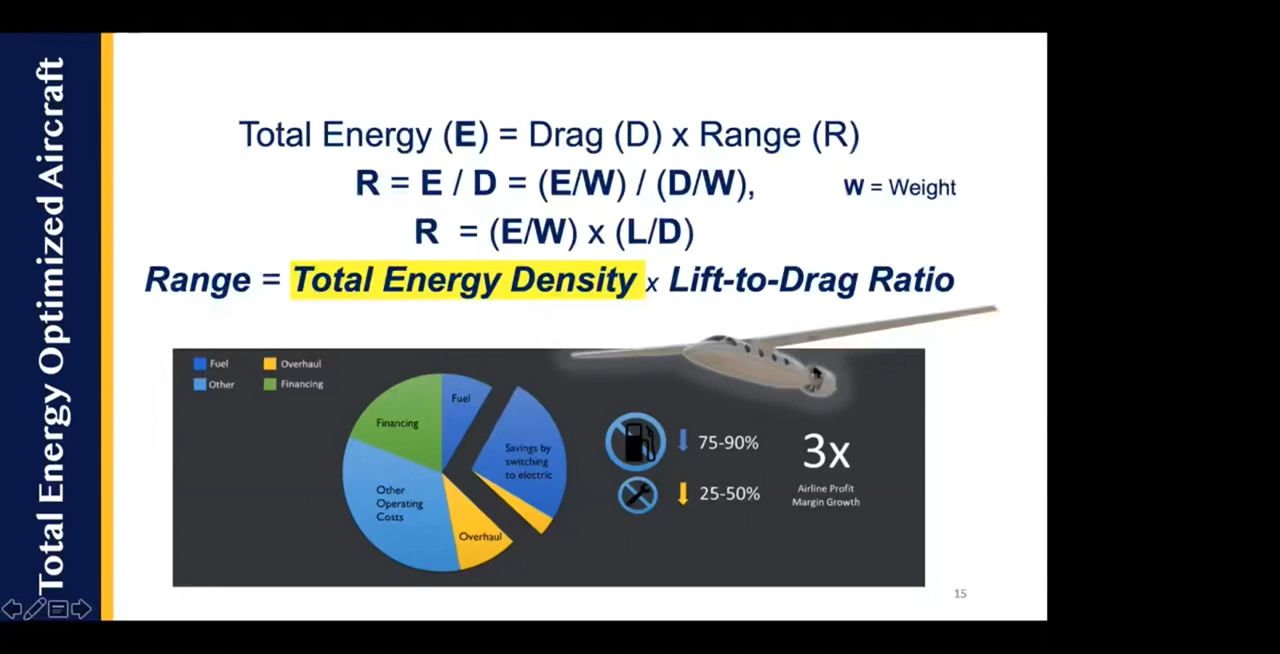 Total Energy Optimized Aircraft
Total Energy (E) = Drag (D) x Range (R)
R = E / D = (E/W) / (D/W),
W = Weight
R = (E/W) x (L/D)
Range = Total Energy Density x Lift-to-Drag Ratio
Fuel
Overhaul
Other
Financing
Fuel
Financing
Savings by
switching
to electric
Other
Operating
Costs
Overhaul
75-90%
25-50%
3x
Airline Profit
Margin Growth
15